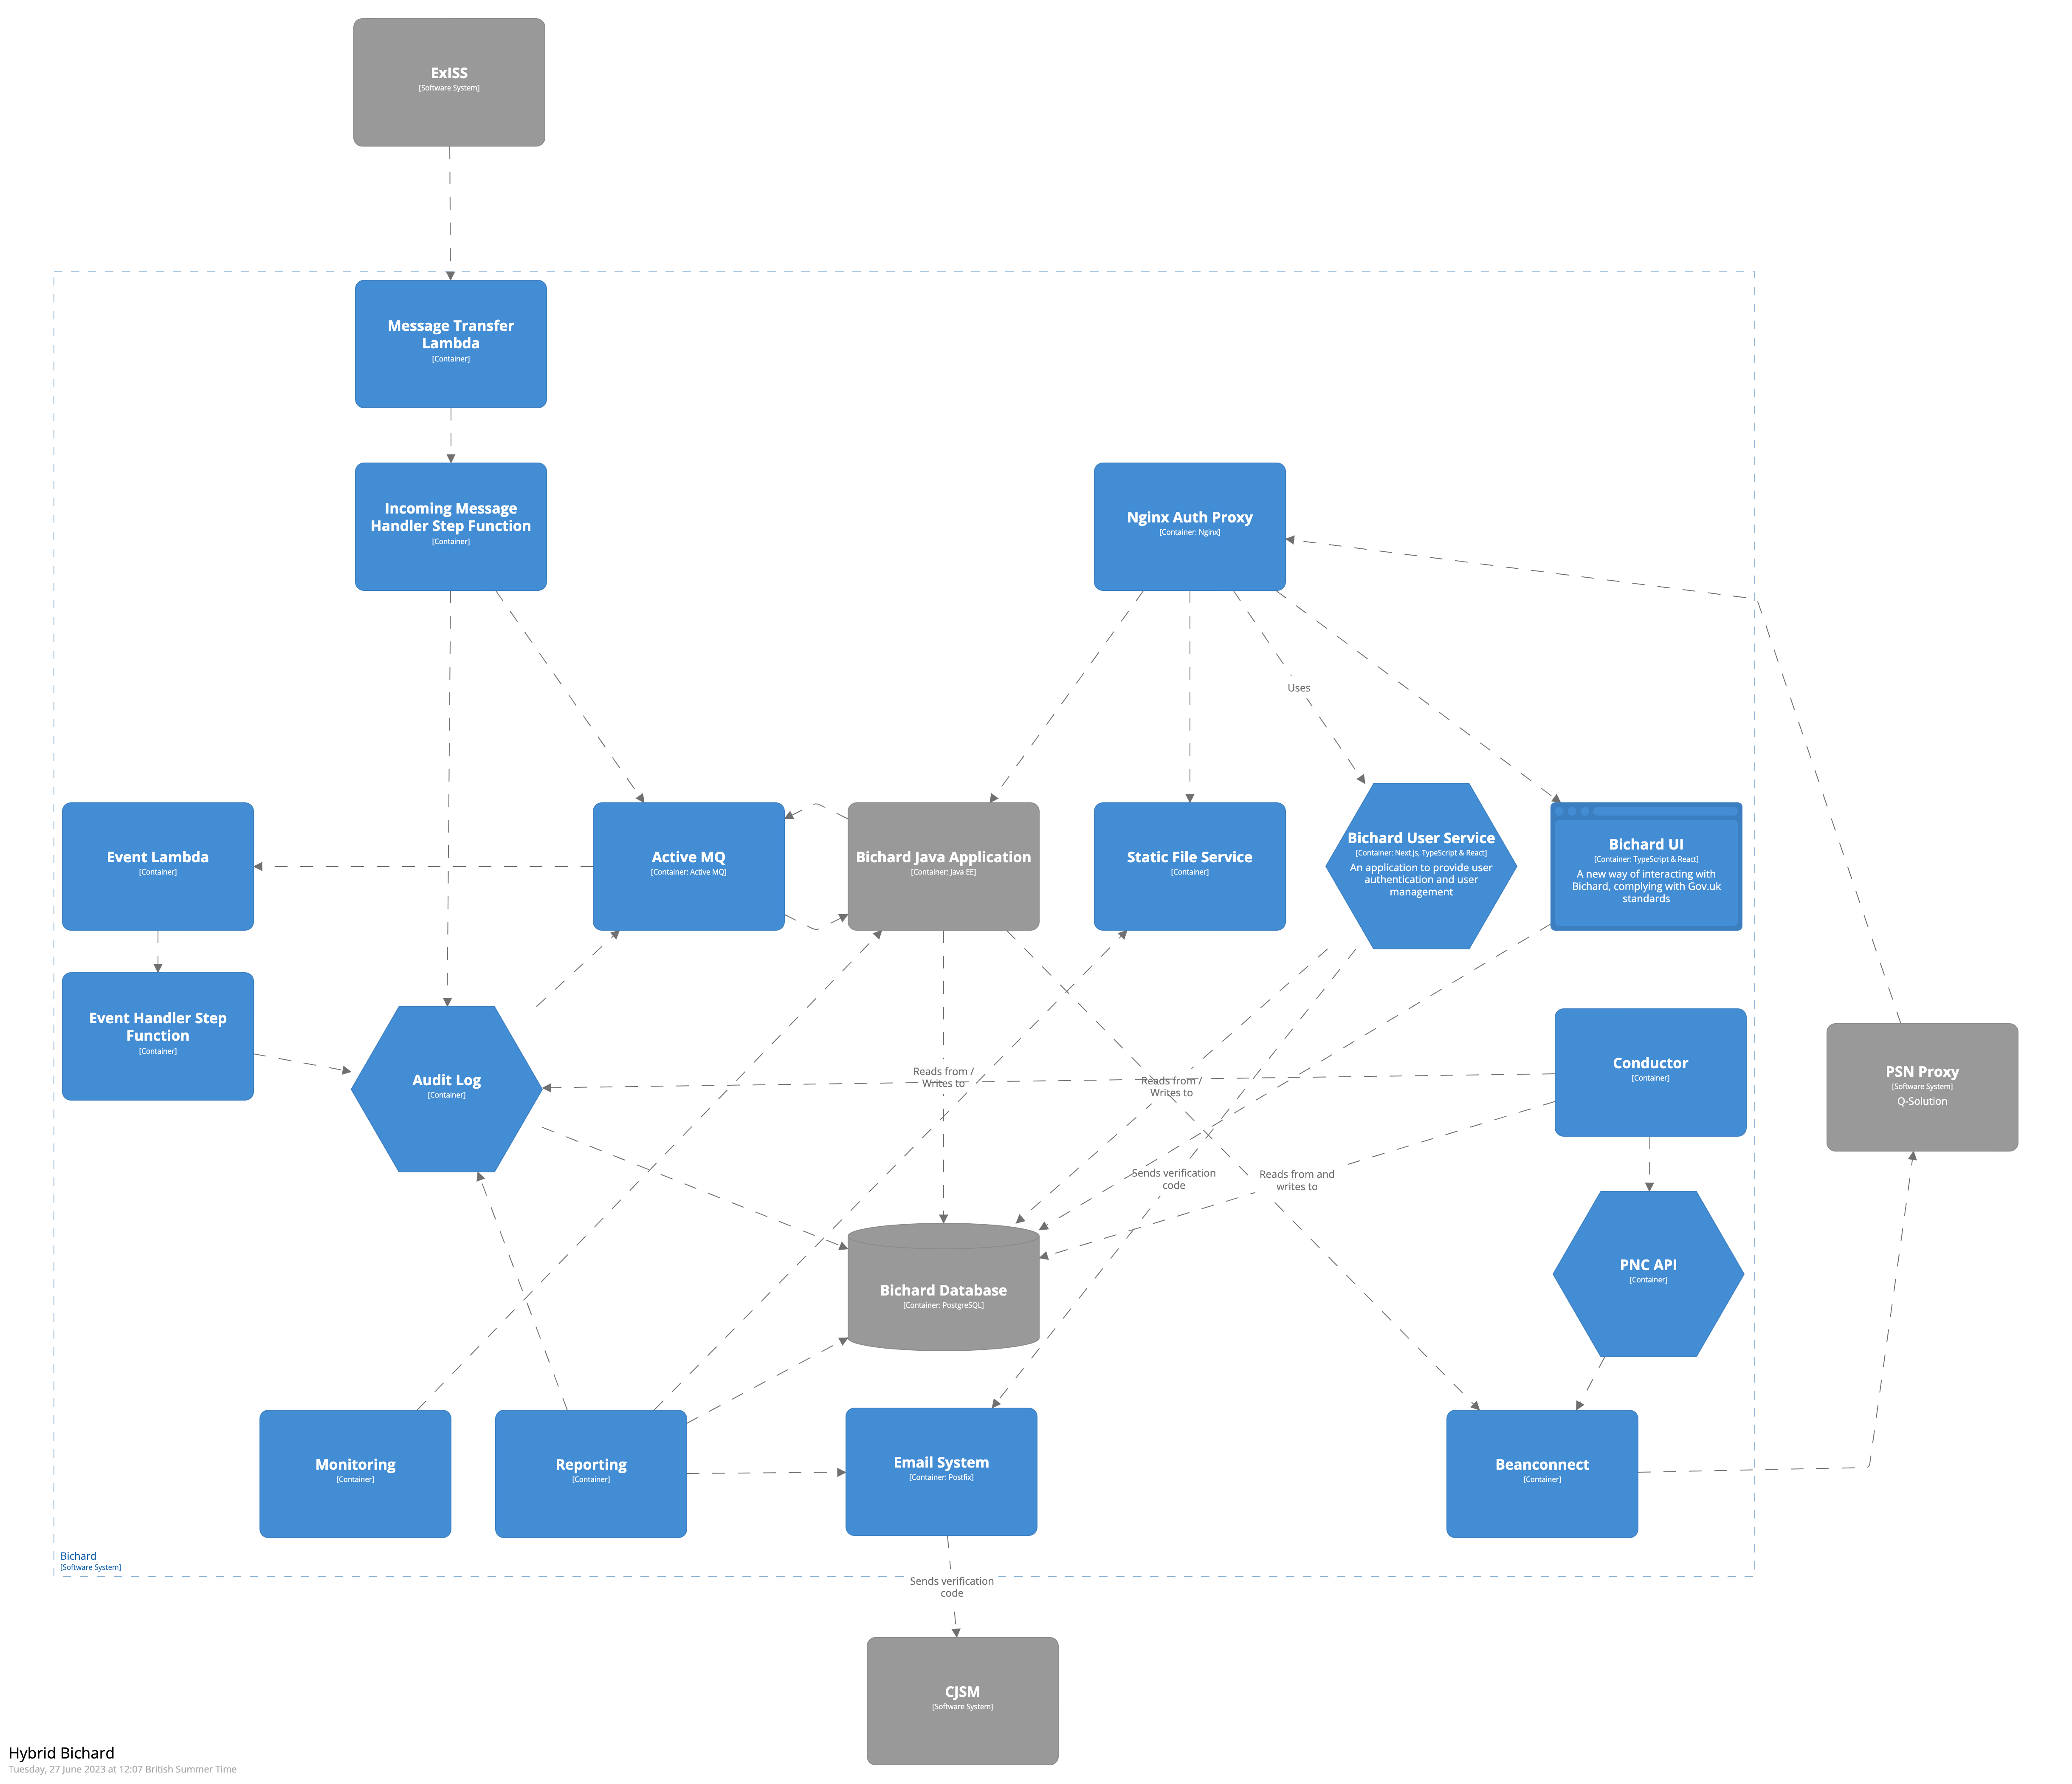 ExISS
[Software System]
Message Transfer
Lambda
[Container]
Incoming Message
Handler Step Function
[Container]
Nginx Auth Proxy
[Container: Nginx]
Uses
Event Lambda
[Container]
Active MQ
[Container: Active MQ]
Bichard Java Application
[Container: Java EE]
Static File Service
[Container]
Bichard User Service
[Container: Next.js, TypeScript & React]
An application to provide user
authentication and user
management
Bichard UI
[Container: TypeScript & React]
A new way of interacting with
Bichard, complying with Gov.uk
standards
Event Handler Step
Function
[Container]
Audit Log
[Container]
Reads from /
Writes to
Reads from /
Writes to
Conductor
[Container]
PSN Proxy
[Software System]
Q-Solution
Sends verification
code
Reads from and
writes to
Bichard Database
[Container: PostgreSQL]
PNC API
[Container]
Monitoring
[Container]
Reporting
[Container]
Email System
[Container: Postfix]
Beanconnect
[Container]
Bichard
[Software System]
Sends verification
code
CJSM
[Software System]
Hybrid Bichard
Tuesday, 27 June 2023 at 12:07 British Summer Time